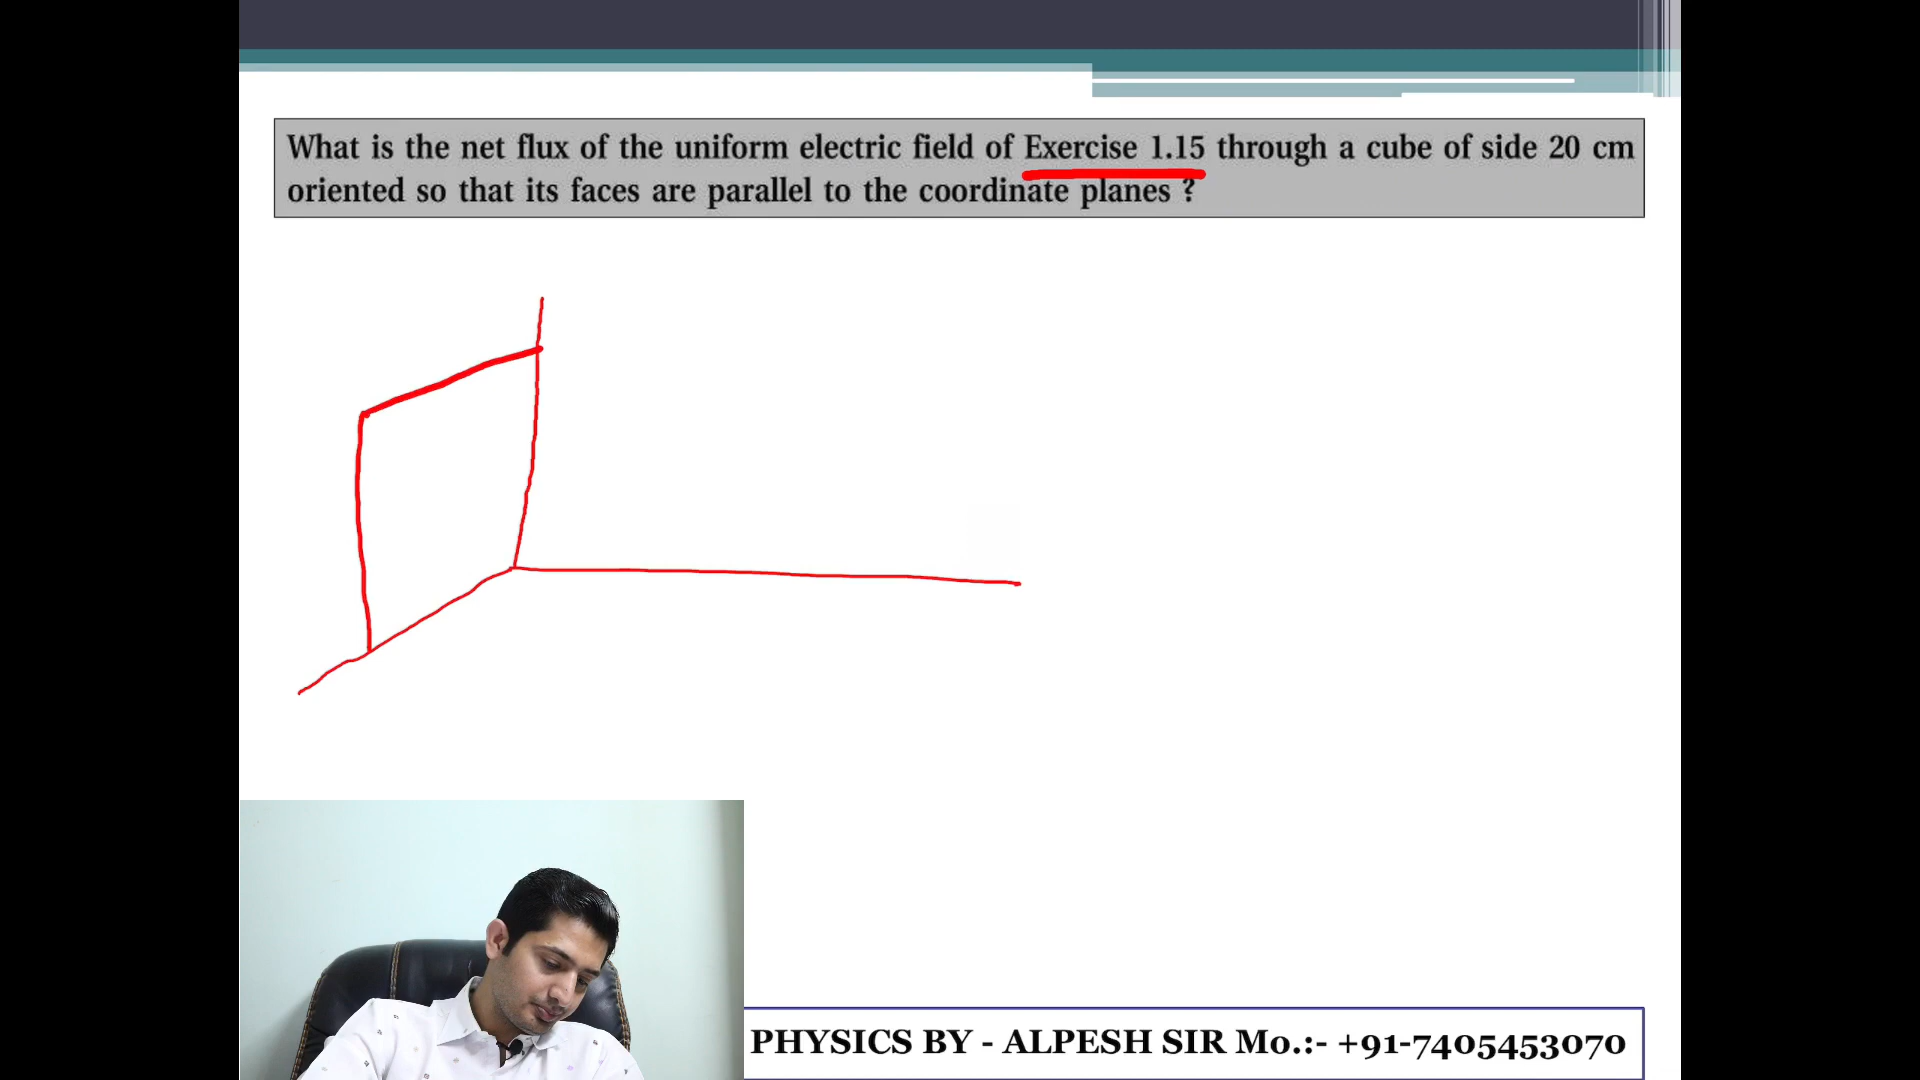 What is the net flux of the uniform electric field of Exercise 1.15 through a cube of side 20 cm
oriented so that its faces are parallel to the coordinate planes ?
PHYSICS BY - ALPESH SIR Mo.:- +91-7405453070